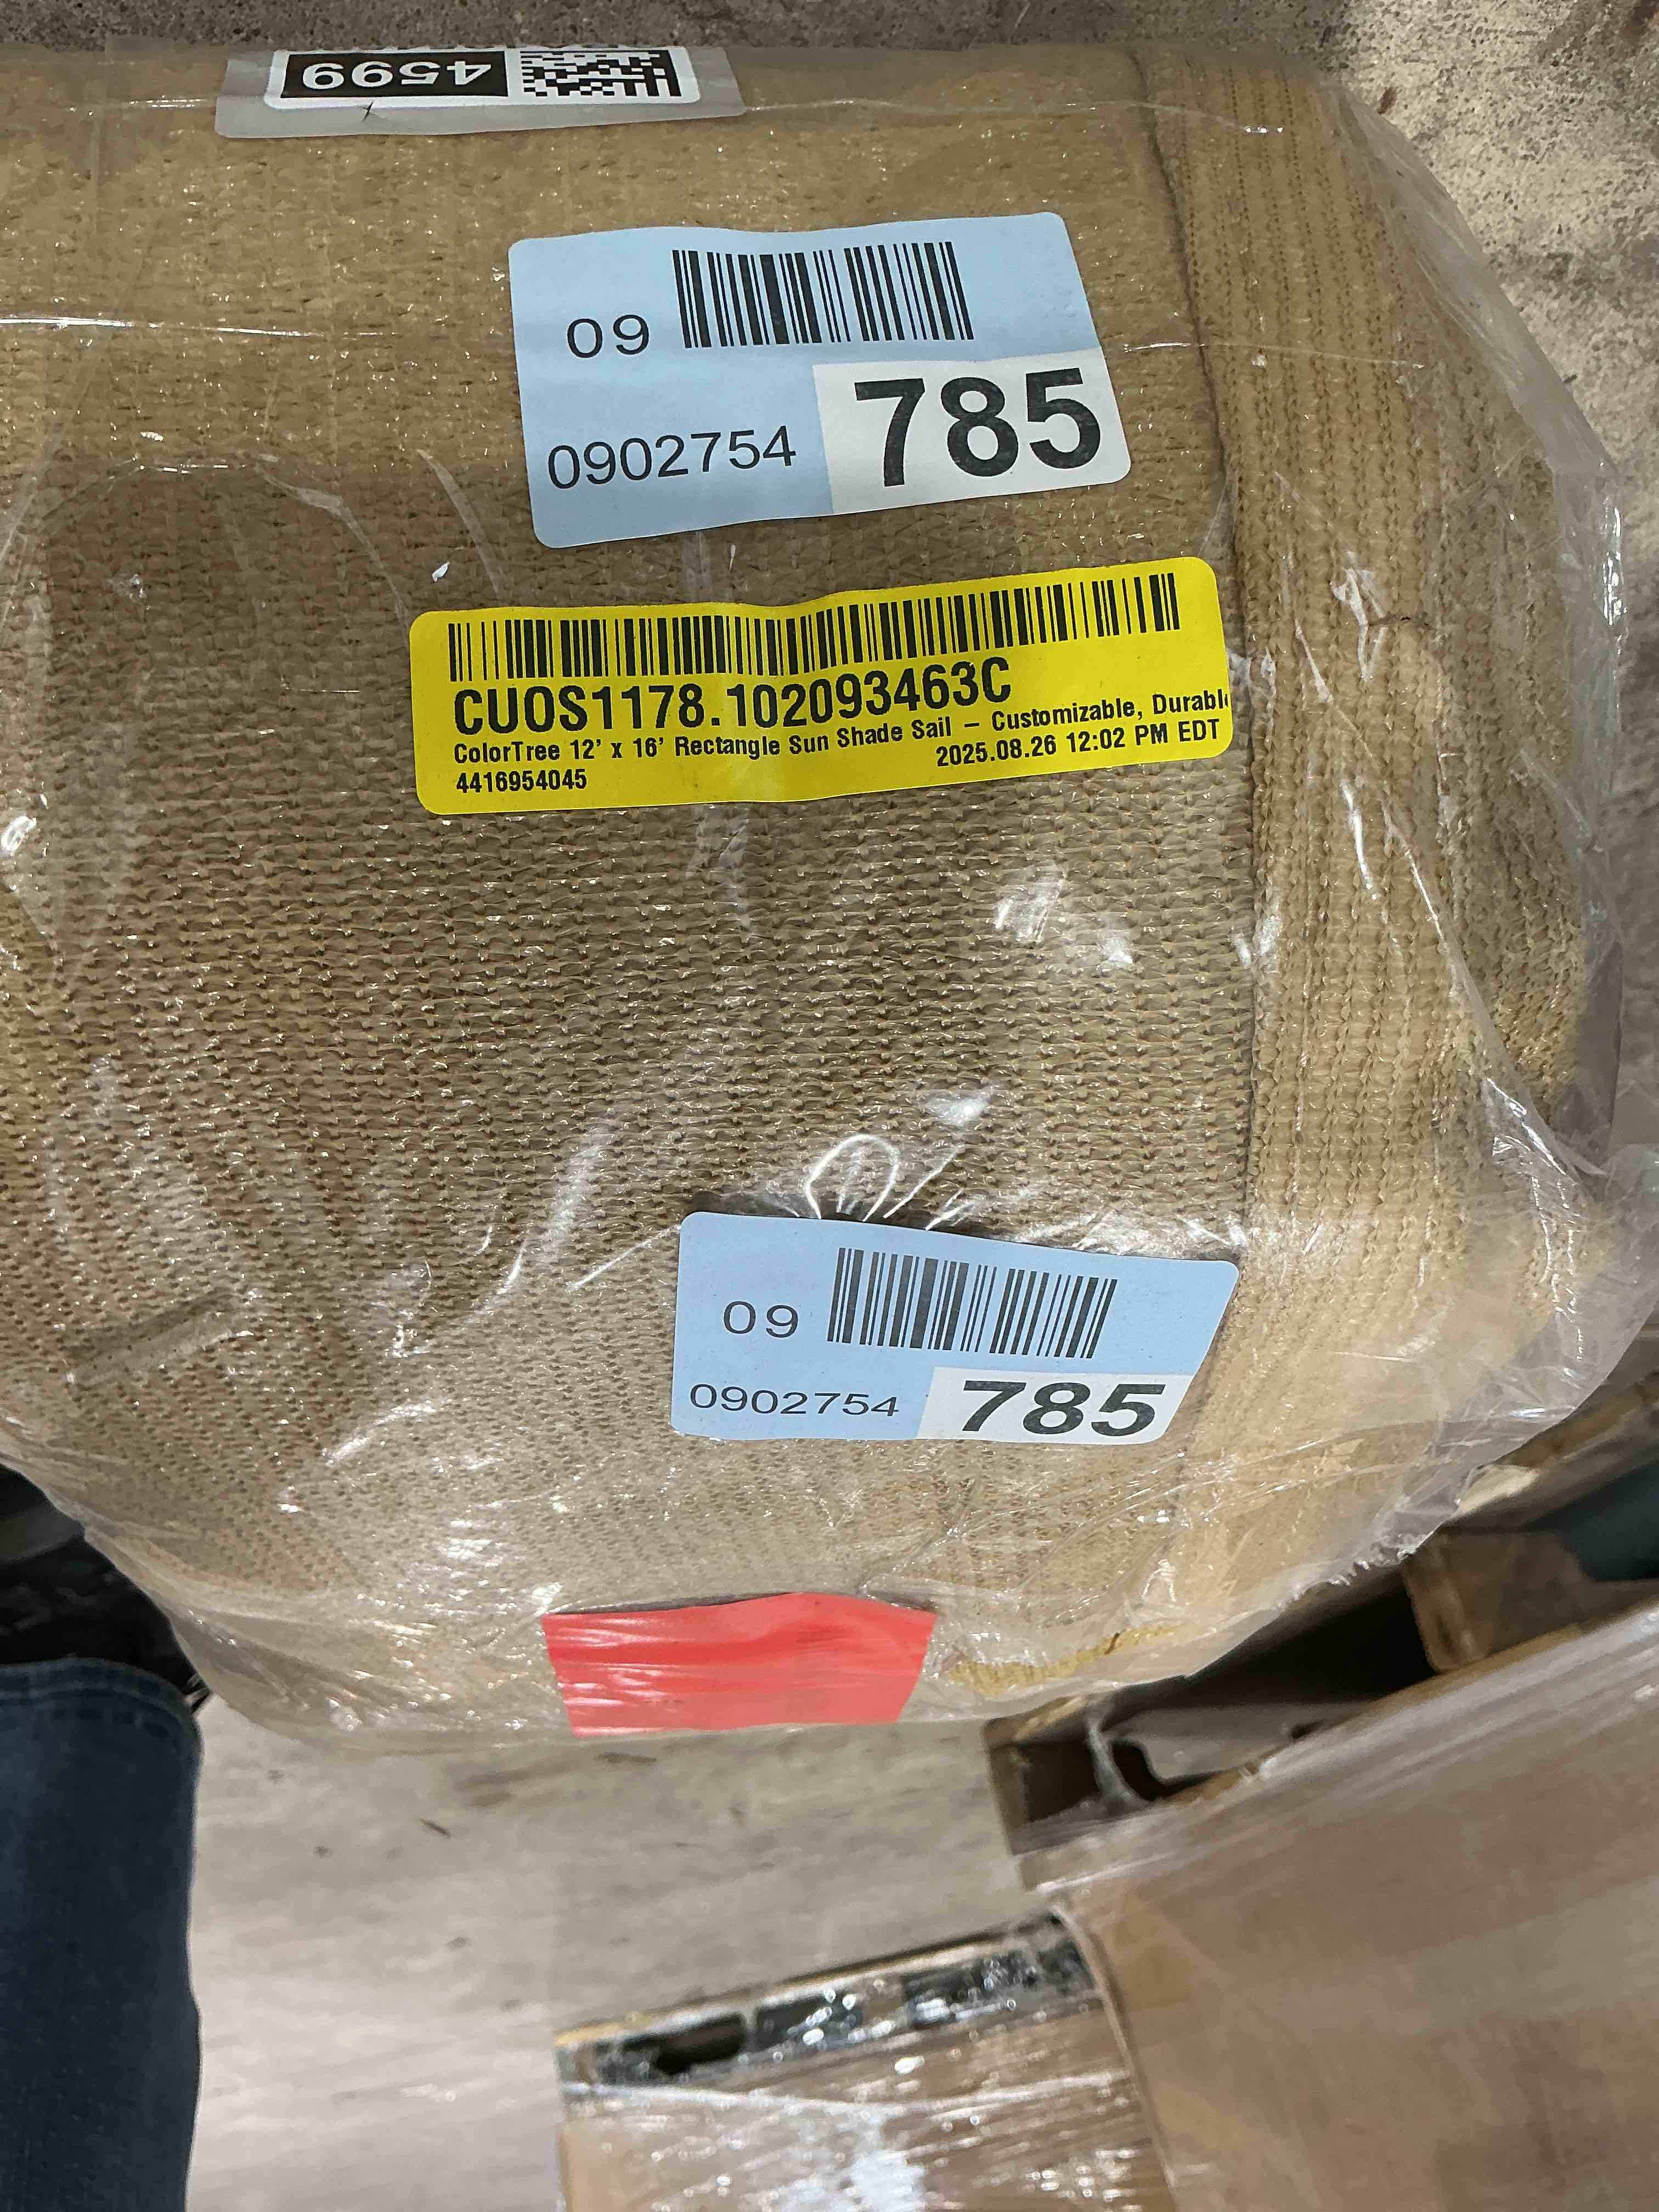 4599
09
0902754 785
CUOS1178.102093463C
ColorTree 12' x 16' Rectangle Sun Shade Sail – Customizable, Durabl
4416954045 2025.08.26 12:02 PM EDT
09
0902754 785